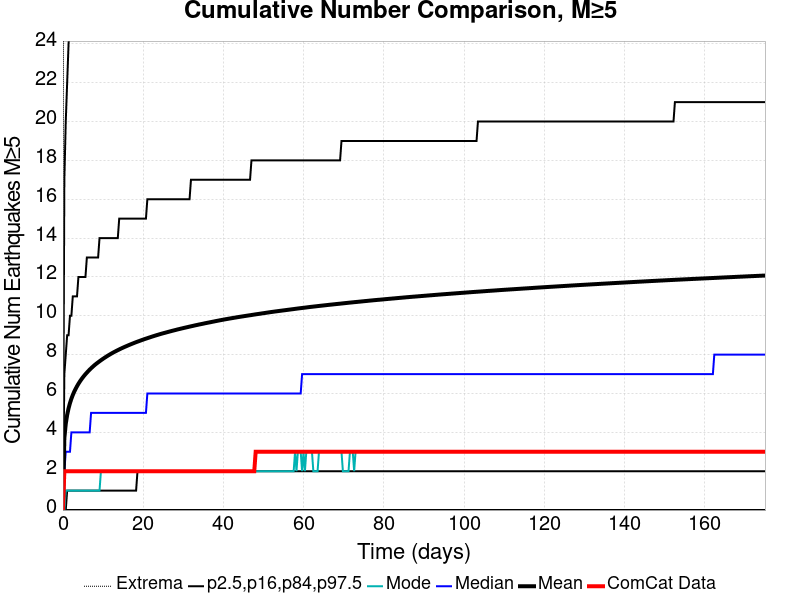 Cumulative Number Comparison, M≥5
Cumulative Num Earthquakes M≥5
24
22
20
18
16
14
12
10
8
6
4
2
0
0 20 40 60 80 100 120 140 160
Time (days)
Extrema p2.5,p16,p84,p97.5 Mode Median Mean ComCat Data